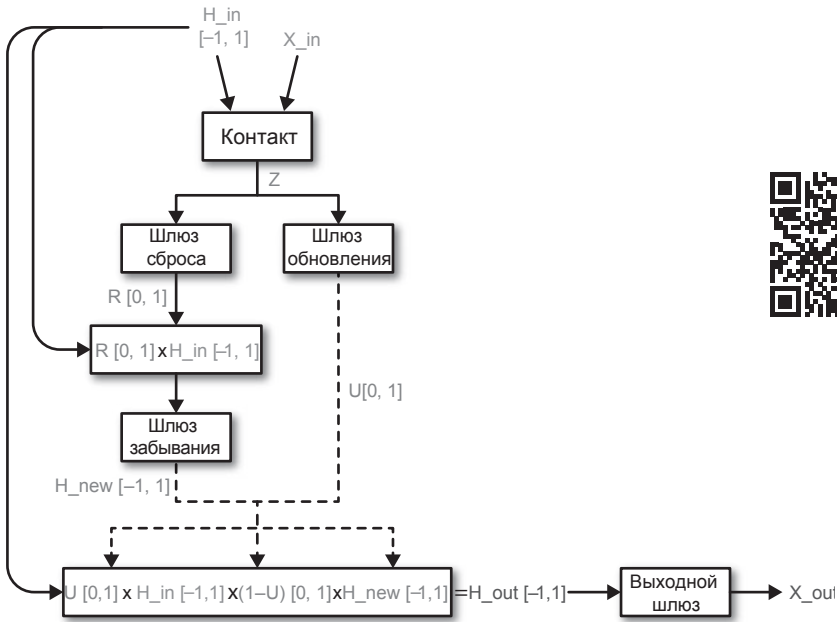 H_in
[–1, 1]
X_in
Контакт
Z
Шлюз
сброса
Шлюз
обновления
R [0, 1]
R [0, 1]xH_in [–1, 1]
U[0, 1]
Шлюз
забывания
H_new [–1, 1]
U [0,1] x H_in [–1,1]x(1–U) [0, 1]xH_new [–1,1]
=H_out [–1,1]
Выходной
шлюз
X_out